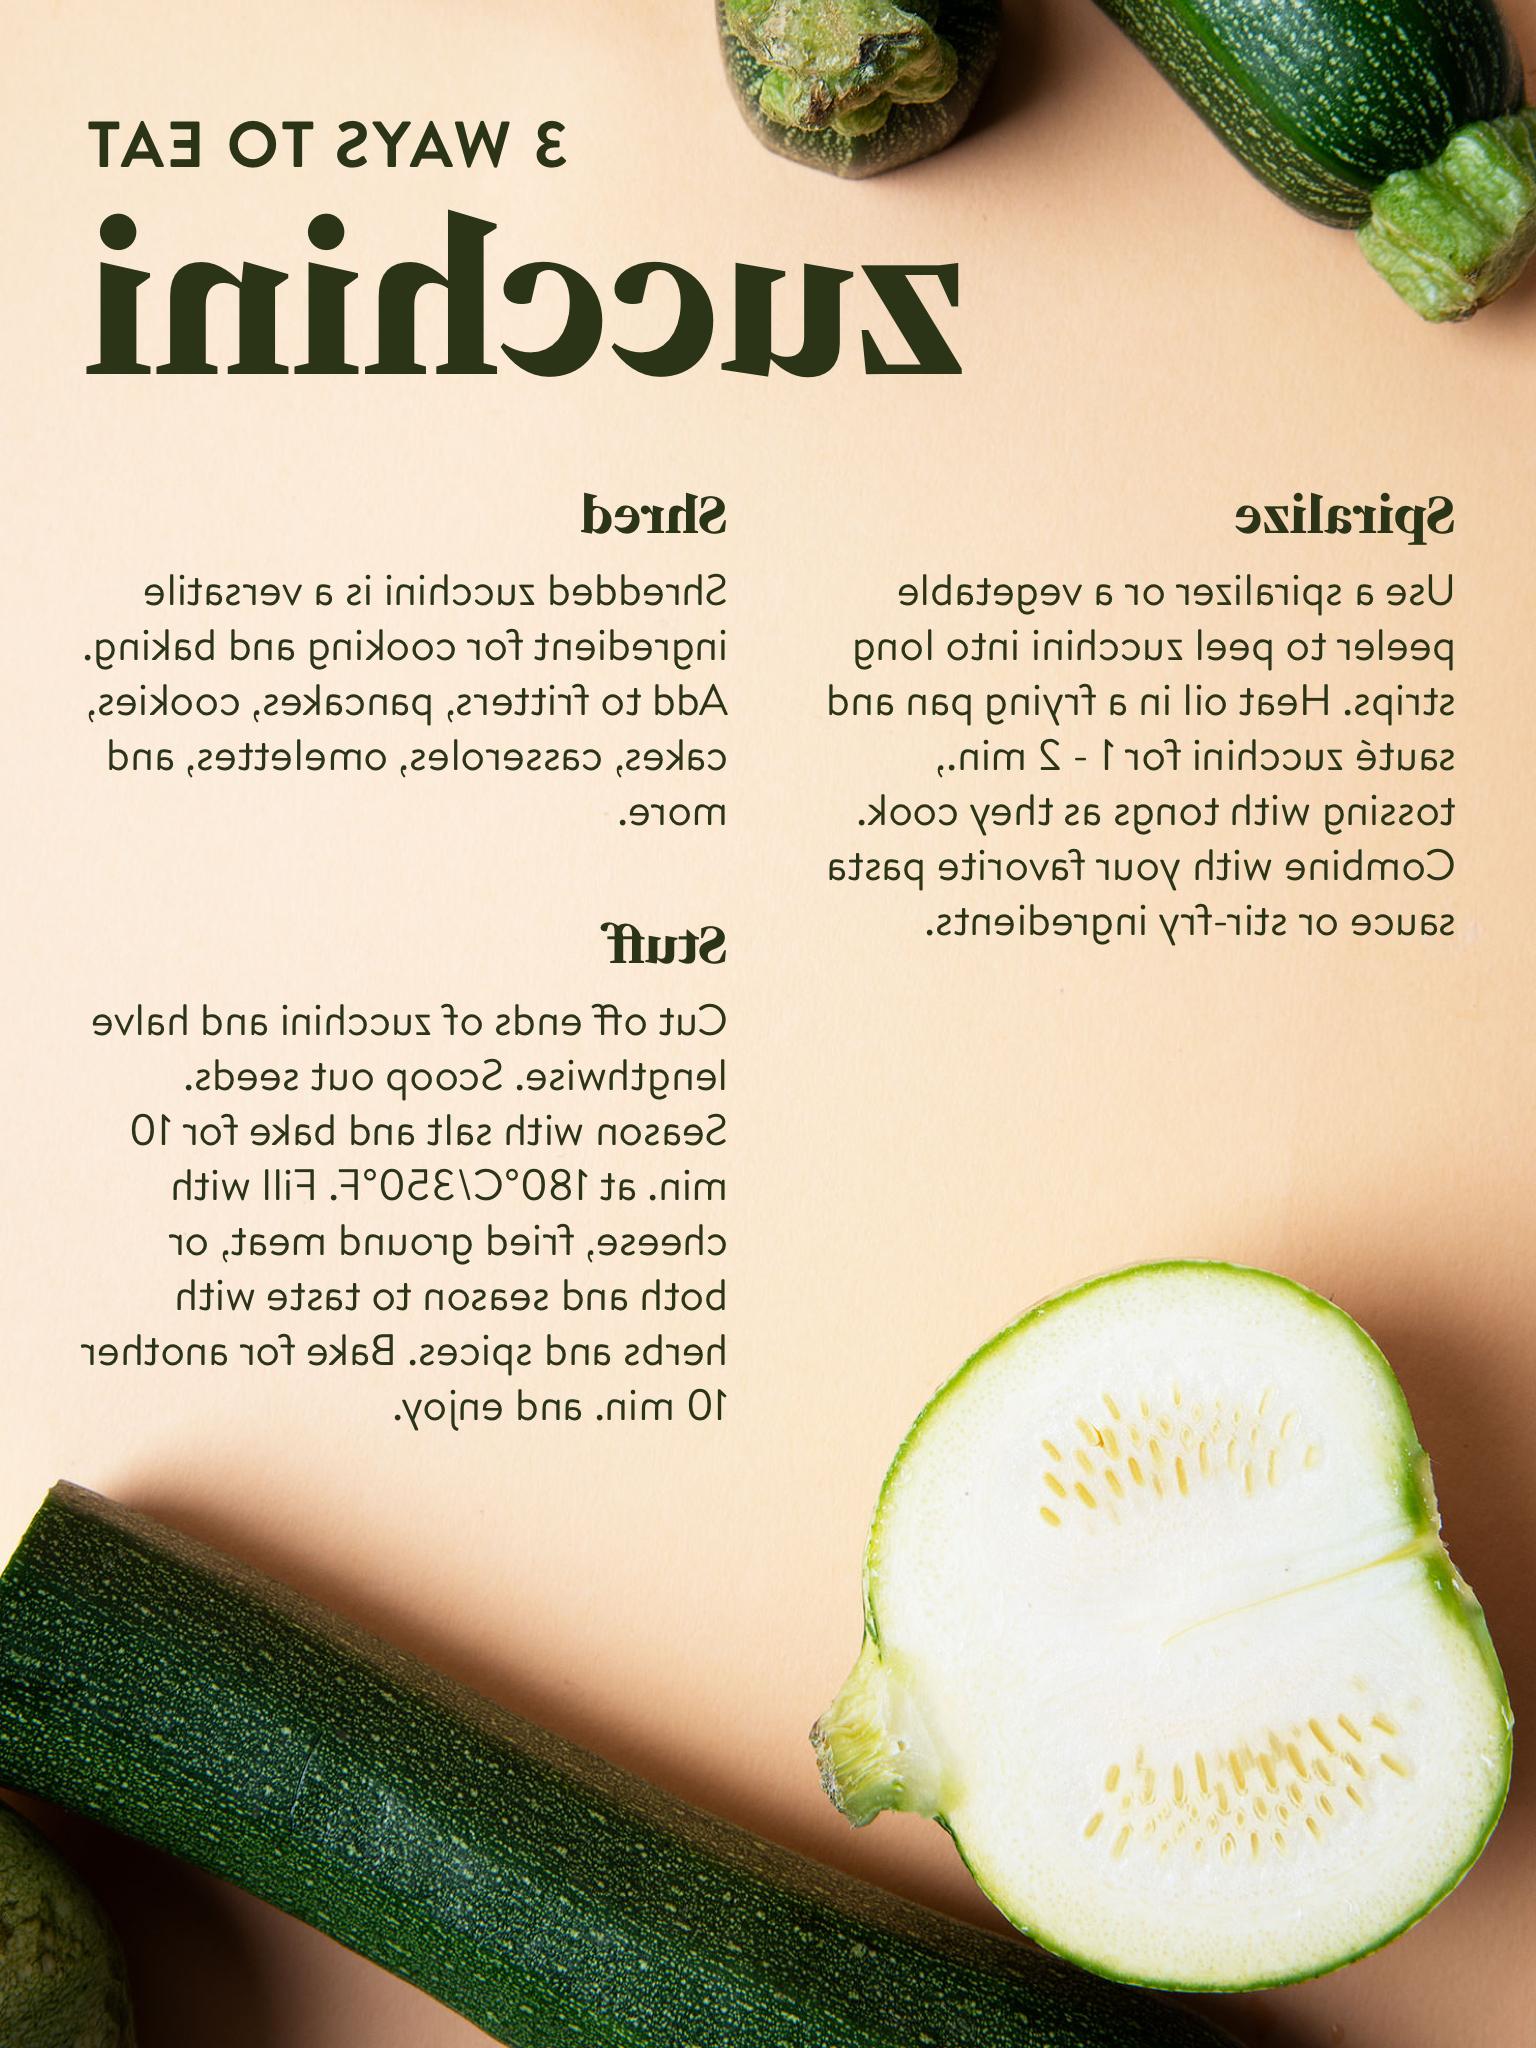 3 WAYS TO EAT
zucchini
Spiralize
Use a spiralizer or a vegetable
peeler to peel zucchini into long
strips. Heat oil in a frying pan and
sauté zucchini for 1 - 2 min.,
tossing with tongs as they cook.
Combine with your favorite pasta
sauce or stir-fry ingredients.
Shred
Shredded zucchini is a versatile
ingredient for cooking and baking.
Add to fritters, pancakes, cookies,
cakes, casseroles, omelettes, and
more.
Stuff
Cut off ends of zucchini and halve
lengthwise. Scoop out seeds.
Season with salt and bake for 10
min. at 180°C/350°F. Fill with
cheese, fried ground meat, or
both and season to taste with
herbs and spices. Bake for another
10 min. and enjoy.